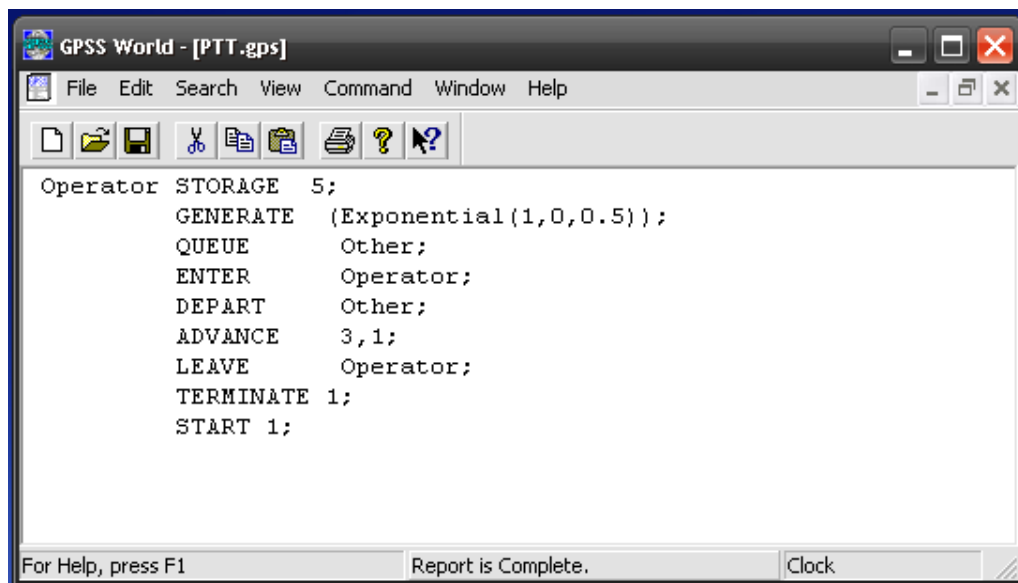 GPSS World - [PTT.gps]
File Edit Search View Command Window Help
Operator STORAGE 5;
GENERATE (Exponential(1,0,0.5));
QUEUE Other;
ENTER Operator;
DEPART Other;
ADVANCE 3,1;
LEAVE Operator;
TERMINATE 1;
START 1;
For Help, press F1 Report is Complete. Clock